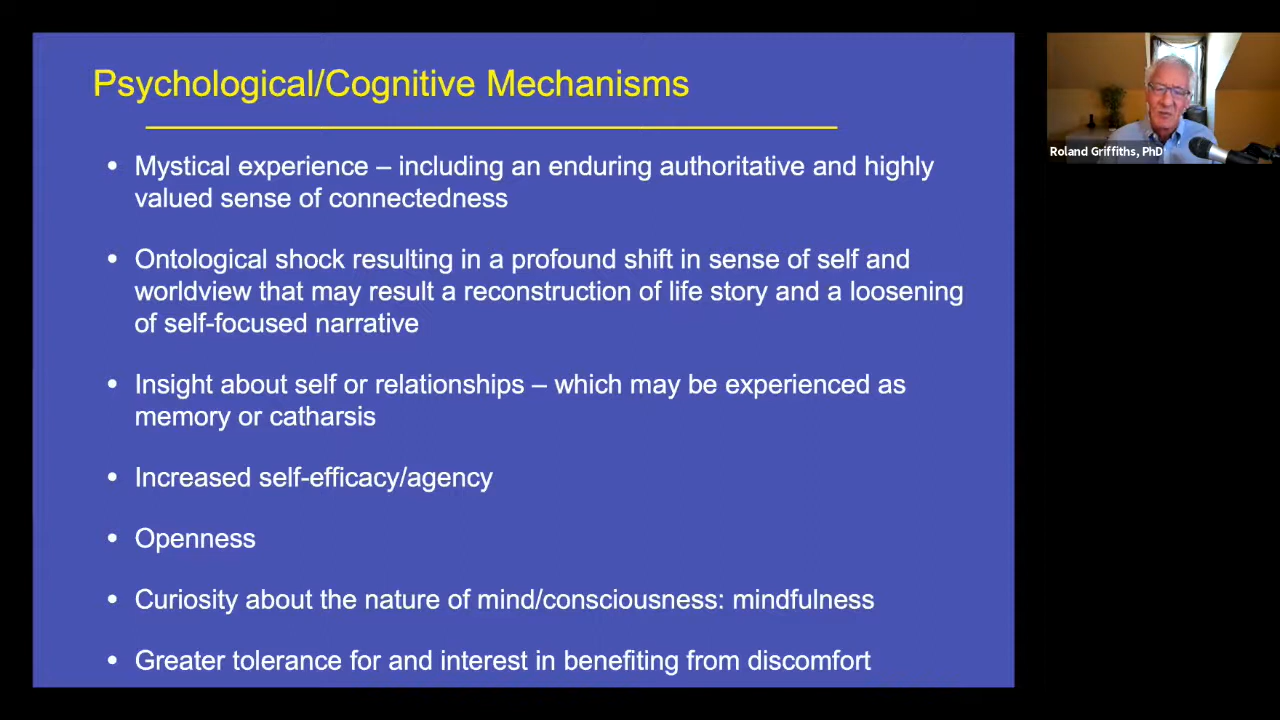 Psychological/Cognitive Mechanisms
• Mystical experience – including an enduring authoritative and highly
valued sense of connectedness
• Ontological shock resulting in a profound shift in sense of self and
worldview that may result a reconstruction of life story and a loosening
of self-focused narrative
• Insight about self or relationships – which may be experienced as
memory or catharsis
• Increased self-efficacy/agency
• Openness
• Curiosity about the nature of mind/consciousness: mindfulness
• Greater tolerance for and interest in benefiting from discomfort
Roland Griffiths, PhD